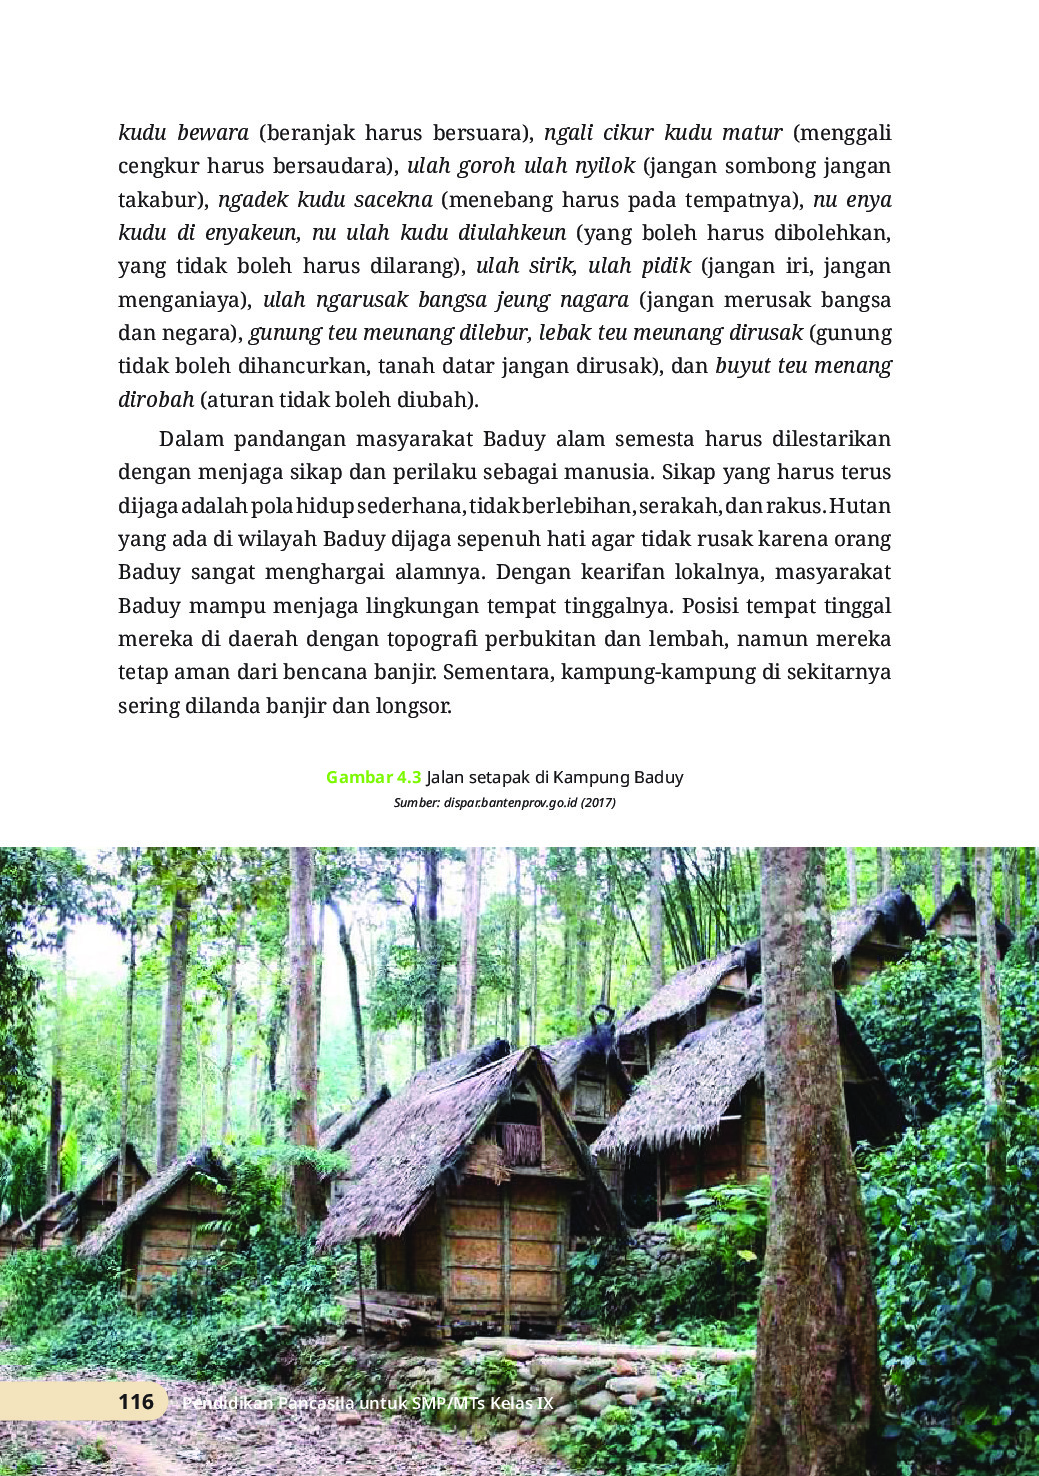 kudu bewara (beranjak harus bersuara), ngali cikur kudu matur (menggali
cengkur harus bersaudara), ulah goroh ulah nyilok (jangan sombong jangan
takabur), ngadek kudu sacekna (menebang harus pada tempatnya), nu enya
kudu di enyakeun, nu ulah kudu diulahkeun (yang boleh harus dibolehkan,
yang tidak boleh harus dilarang), ulah sirik, ulah pidik (jangan iri, jangan
menganiaya), ulah ngarusak bangsa jeung nagara (jangan merusak bangsa
dan negara), gunung teu meunang dilebur, lebak teu meunang dirusak (gunung
tidak boleh dihancurkan, tanah datar jangan dirusak), dan buyut teu menang
dirobah (aturan tidak boleh diubah).
Dalam pandangan masyarakat Baduy alam semesta harus dilestarikan
dengan menjaga sikap dan perilaku sebagai manusia. Sikap yang harus terus
dijaga adalah pola hidup sederhana, tidak berlebihan, serakah, dan rakus. Hutan
yang ada di wilayah Baduy dijaga sepenuh hati agar tidak rusak karena orang
Baduy sangat menghargai alamnya. Dengan kearifan lokalnya, masyarakat
Baduy mampu menjaga lingkungan tempat tinggalnya. Posisi tempat tinggal
mereka di daerah dengan topografi perbukitan dan lembah, namun mereka
tetap aman dari bencana banjir. Sementara, kampung-kampung di sekitarnya
sering dilanda banjir dan longsor.
Gambar 4.3 Jalan setapak di Kampung Baduy
Sumber: dispar.bantenprov.go.id (2017)
116 Pendidikan Pancasila untuk SMP/MTs Kelas IX